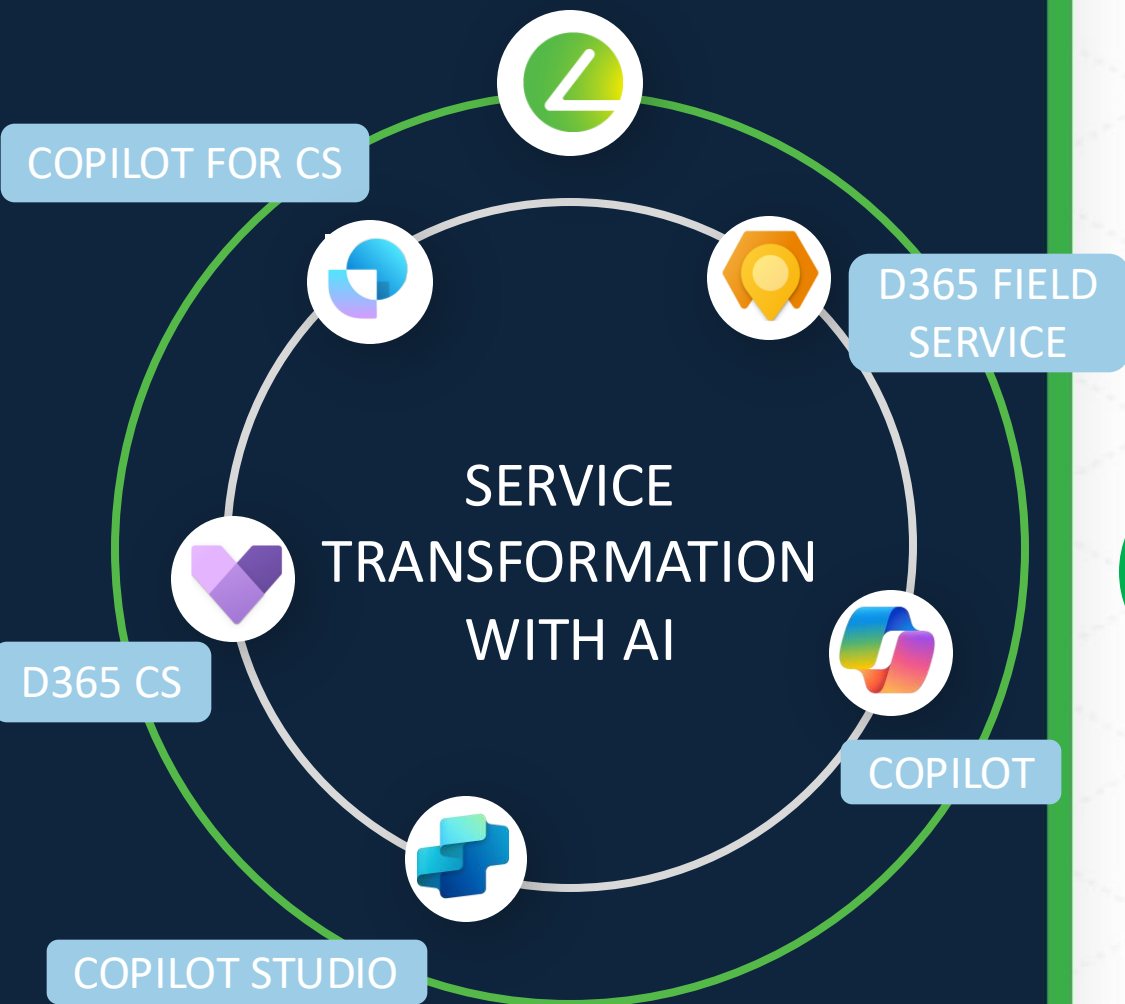 COPILOT FOR CS
D365 FIELD
SERVICE
SERVICE
TRANSFORMATION
WITH AI
D365 CS
COPILOT
COPILOT STUDIO